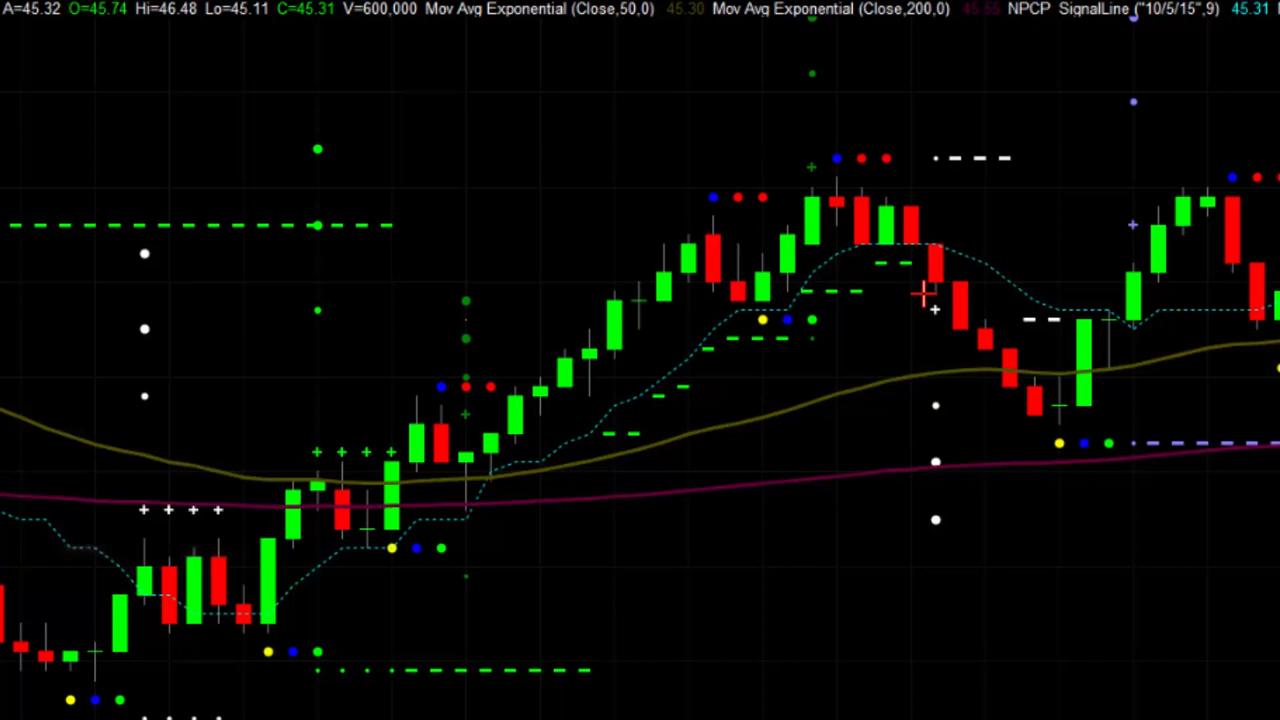 A=45.32 O=45.74 Hi=46.48 Lo=45.11 C=45.31 V=600,000 Mov Avg Exponential (Close,50,0) 45.30 Mov Avg Exponential (Close,200,0) 45.55 NPCP SignalLine ("10/5/15",9) 45.31